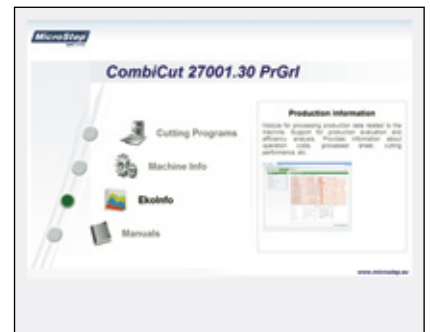 MicroStep
CombiCut 27001.30 PrGrf
Cutting Programs
Machine Info
EkoInfo
Manuals
Production information
Module for processing production data related to the
machine. Support for production evaluation and
efficiency analysis. Provides information about
operation costs, processed sheet, cutting
performance, etc.
www.microstep.eu